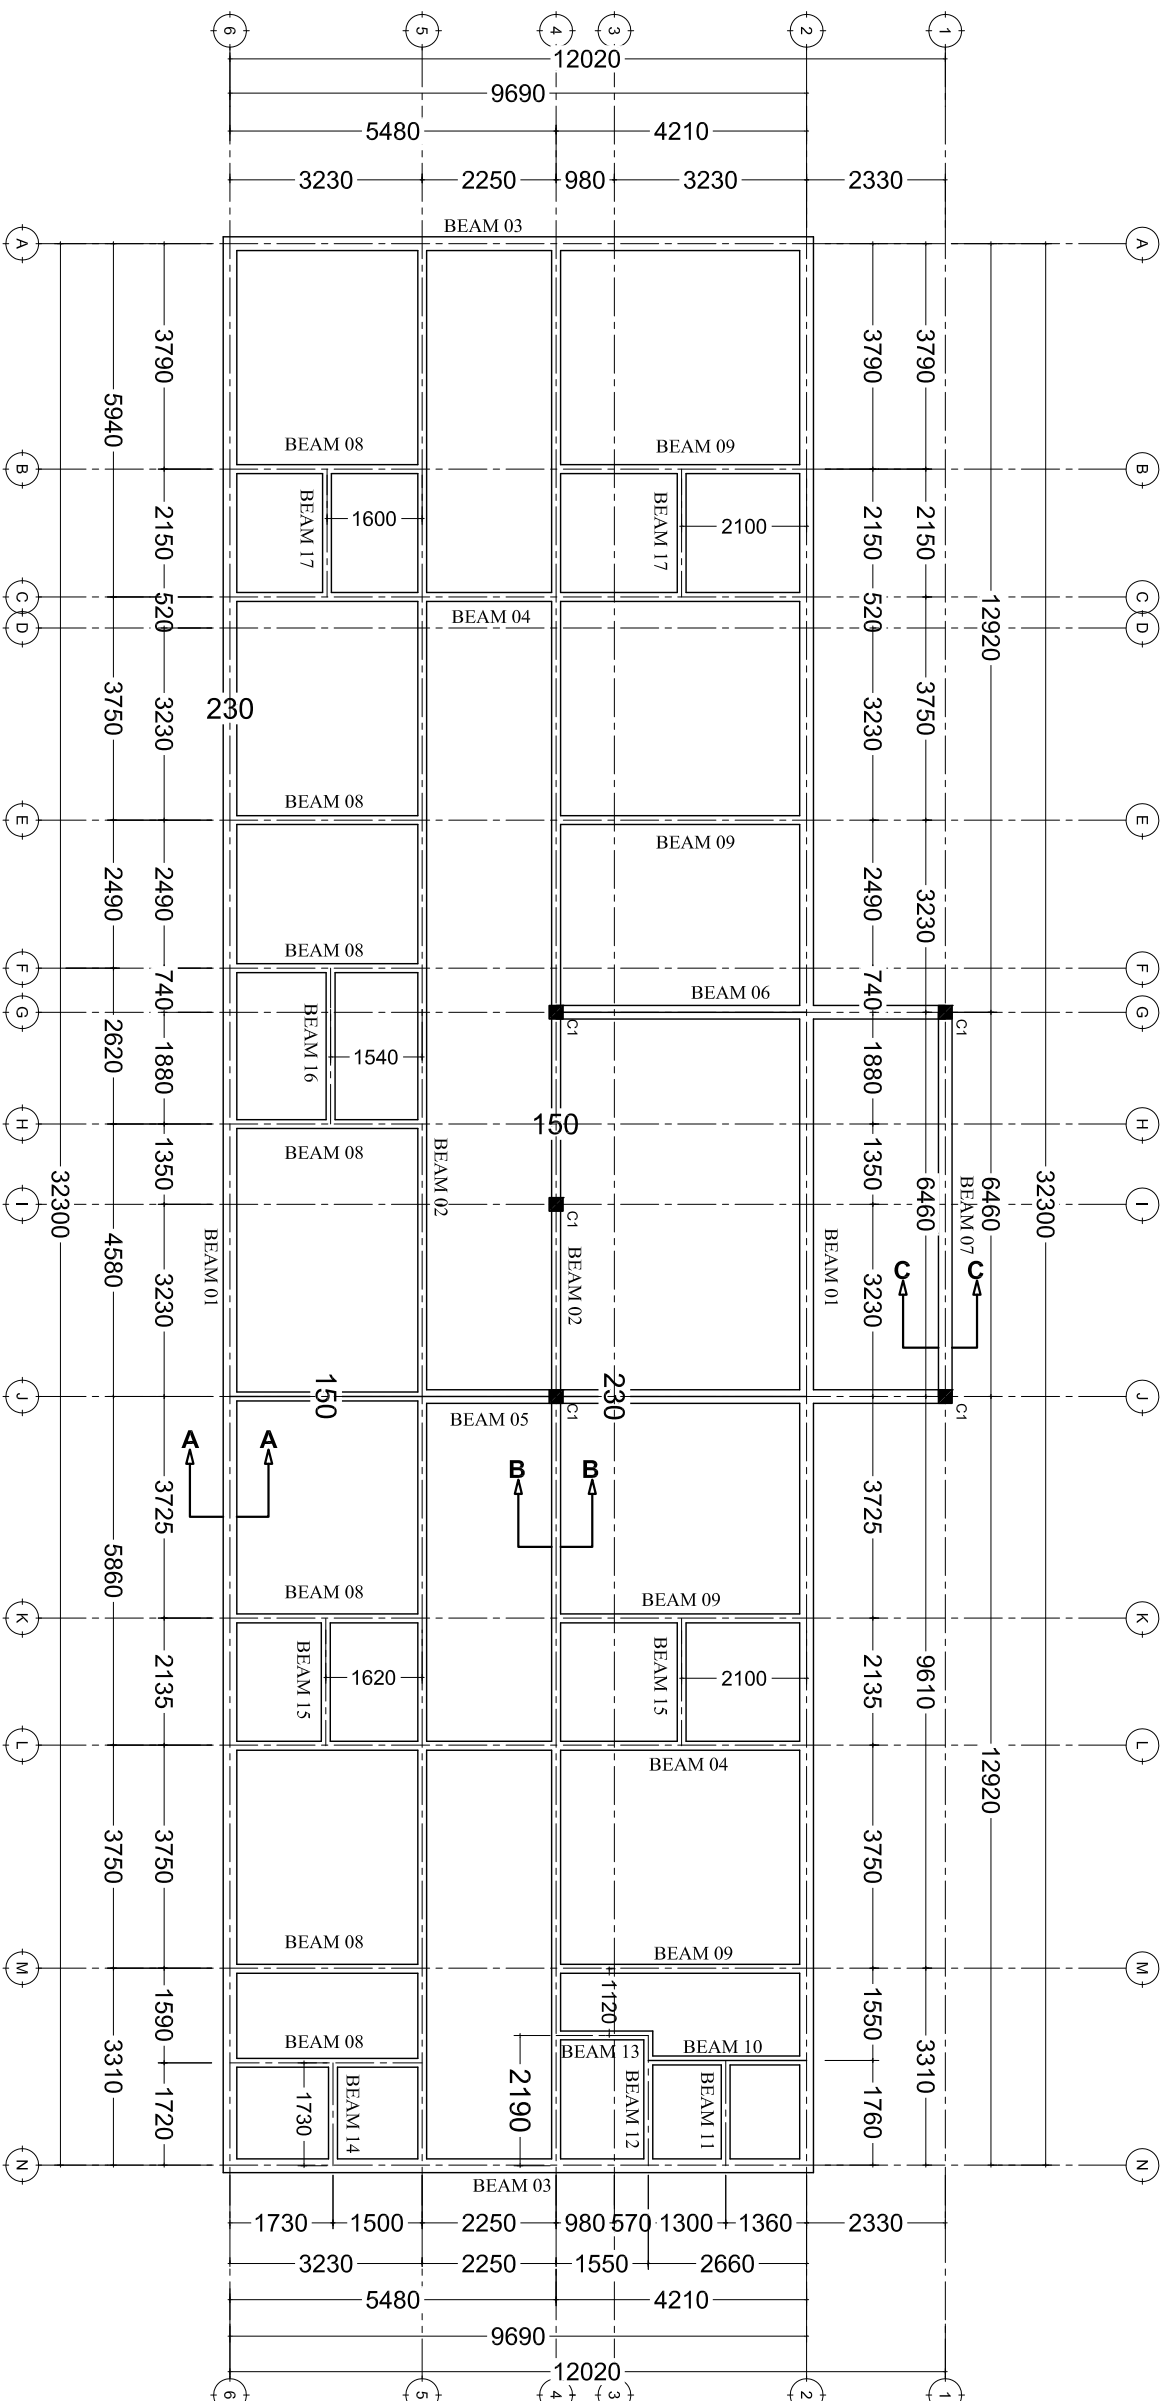 6 5 4 3 2 1
12020
9690
5480 4210
3230 2250 980 3230 2330
BEAM 03
A A
3790 3790 3790
5940
BEAM 08 BEAM 09
B B
2150 BEAM 17 1600 BEAM 17 2100 2150 2150
C C
520 BEAM 04 520 12920
D D
3750 3230 230 3230 3750
BEAM 08
E E
BEAM 09
2490 2490 2490 3230
BEAM 08
F F
740 BEAM 06 740
G G
C1 C1
2620 1880 BEAM 16 1540 1880
H 150 H
BEAM 08
32300 1350 BEAM 02 1350 6460 6460 32300
I I
C1
4580 BEAM 01 3230 BEAM 02 BEAM 01 3230 BEAM 07
C C
J 150 230 J
BEAM 05 C1 C1
A A
B B
3725 3725
5860
BEAM 08 BEAM 09
K K
2135 BEAM 15 1620 BEAM 15 2100 2135 9610
L L
BEAM 04
12920
3750 3750 3750
BEAM 08 BEAM 09
M M
1590 1120 1550
BEAM 08 BEAM 13 BEAM 10
3310 3310
1720 1730 BEAM 14 2190 BEAM 12 BEAM 11 1760
N N
BEAM 03
1730 1500 2250 980 570 1300 1360 2330
3230 2250 1550 2660
5480 4210
9690
12020
6 5 4 3 2 1